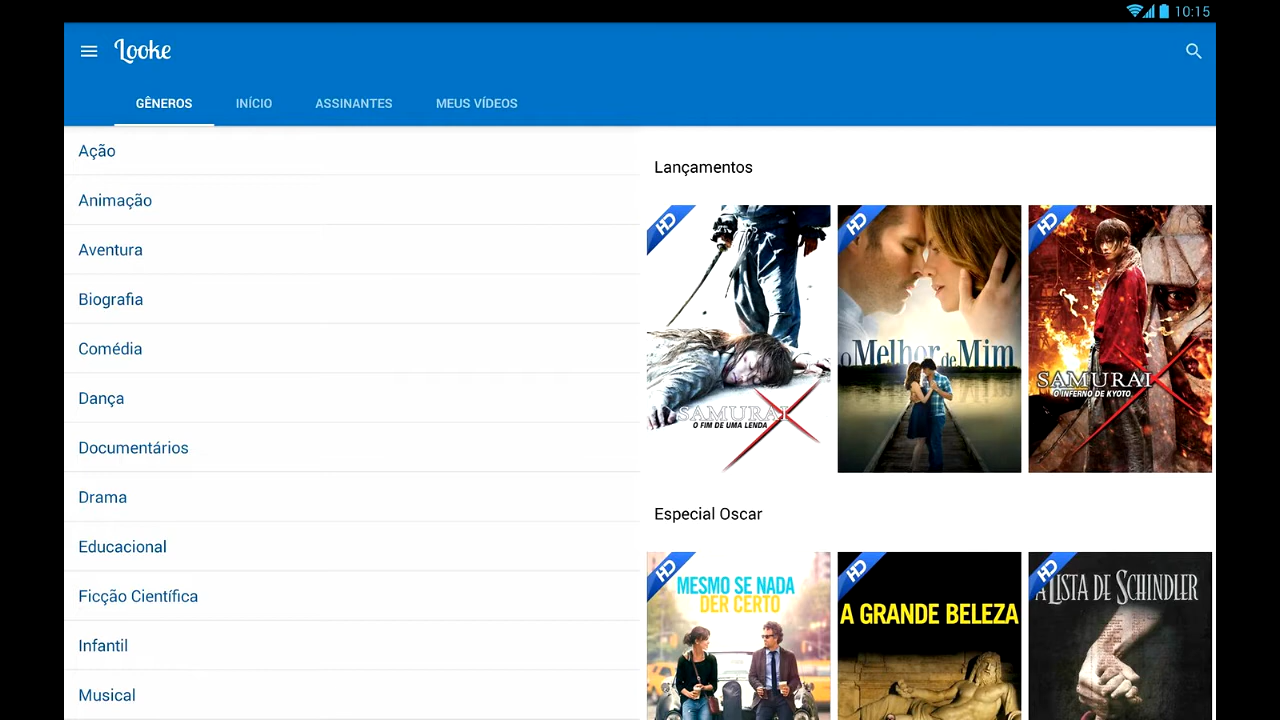 10:15
Looke
GÊNEROS INÍCIO ASSINANTES MEUS VÍDEOS
Ação
Animação
Aventura
Biografia
Comédia
Dança
Documentários
Drama
Educacional
Ficção Científica
Infantil
Musical
Lançamentos
HD
SAMURAI X
O FIM DE UMA LENDA
HD
o Melhor de Mim
HD
SAMURAI X
O INFERNO DE KYOTO
Especial Oscar
HD
MESMO SE NADA
DER CERTO
HD
A GRANDE BELEZA
HD
A LISTA DE SCHINDLER